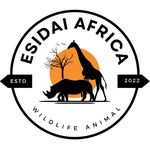 ESIDAI AFRICA
ESTD
2022
WILDLIFE ANIMAL